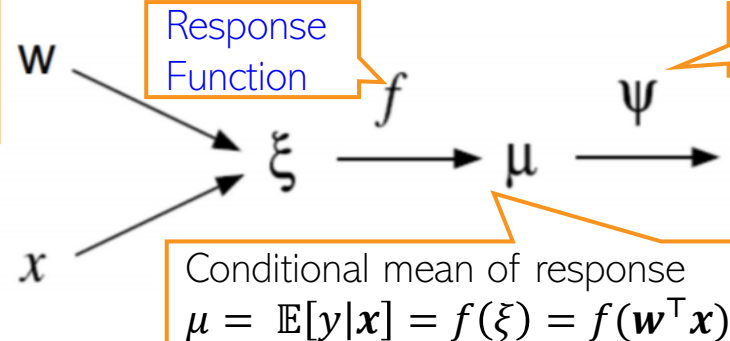 w
Response
Function
f
ψ
ξ
μ
x
Conditional mean of response
μ = 𝔼[y|𝒙] = f(ξ) = f(𝒘⊤𝒙)